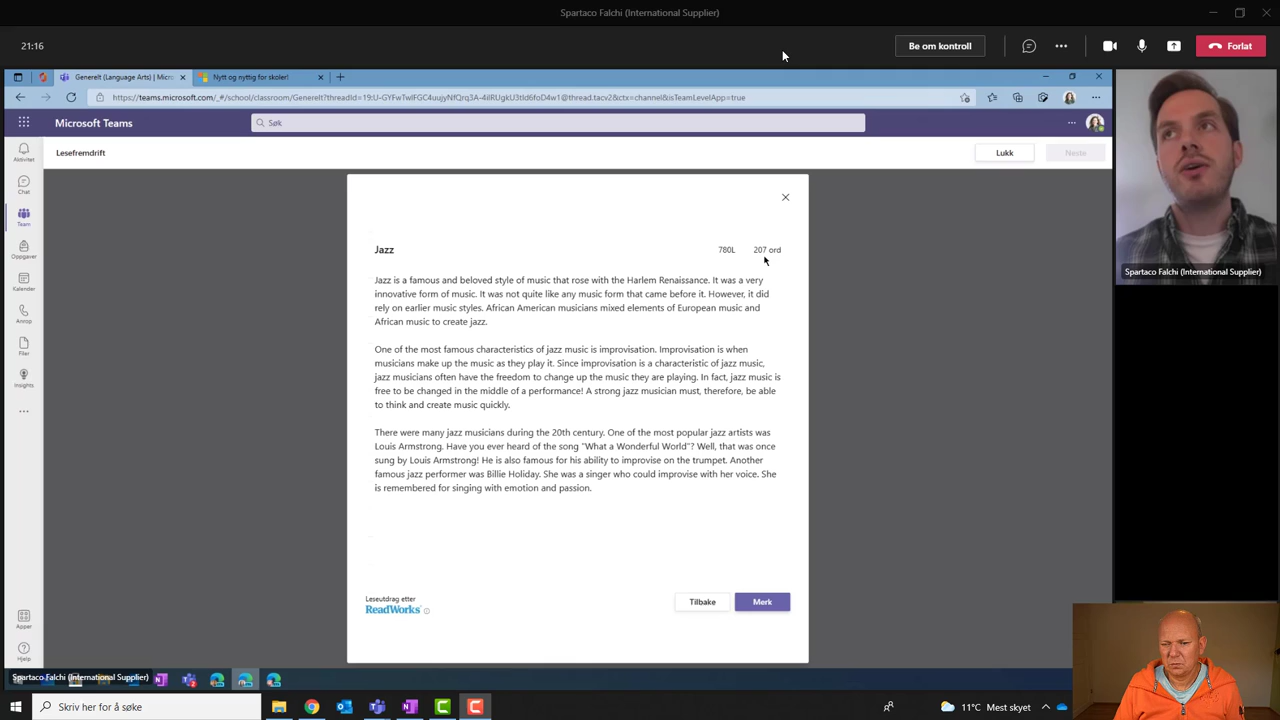 Spartaco Falchi (International Supplier)
21:16
Be om kontroll
Forlat
Generelt (Language Arts) | Micros
Nytt og nyttig for skoler!
https://teams.microsoft.com/_#/school/classroom/Generelt?threadId=19:U-GYFwTwlFGC4uujyNfQrq3A-4ilRUgkU3tId6foD4w1@thread.tacv2&ctx=channel&isTeamLevelApp=true
Microsoft Teams
Søk
Lesefremdrift
Lukk
Neste
Aktivitet
Chat
Team
Oppgaver
Kalender
Anrop
Filer
Insights
Apper
Hjelp
Jazz
780L
207 ord
Jazz is a famous and beloved style of music that rose with the Harlem Renaissance. It was a very
innovative form of music. It was not quite like any music form that came before it. However, it did
rely on earlier music styles. African American musicians mixed elements of European music and
African music to create jazz.
One of the most famous characteristics of jazz music is improvisation. Improvisation is when
musicians make up the music as they play it. Since improvisation is a characteristic of jazz music,
jazz musicians often have the freedom to change up the music they are playing. In fact, jazz music is
free to be changed in the middle of a performance! A strong jazz musician must, therefore, be able
to think and create music quickly.
There were many jazz musicians during the 20th century. One of the most popular jazz artists was
Louis Armstrong. Have you ever heard of the song "What a Wonderful World"? Well, that was once
sung by Louis Armstrong! He is also famous for his ability to improvise on the trumpet. Another
famous jazz performer was Billie Holiday. She was a singer who could improvise with her voice. She
is remembered for singing with emotion and passion.
Leseutdrag etter
ReadWorks
Tilbake
Merk
Spartaco Falchi (International Supplier)
Spartaco Falchi (International Supplier)
Skriv her for å søke
11°C Mest skyet